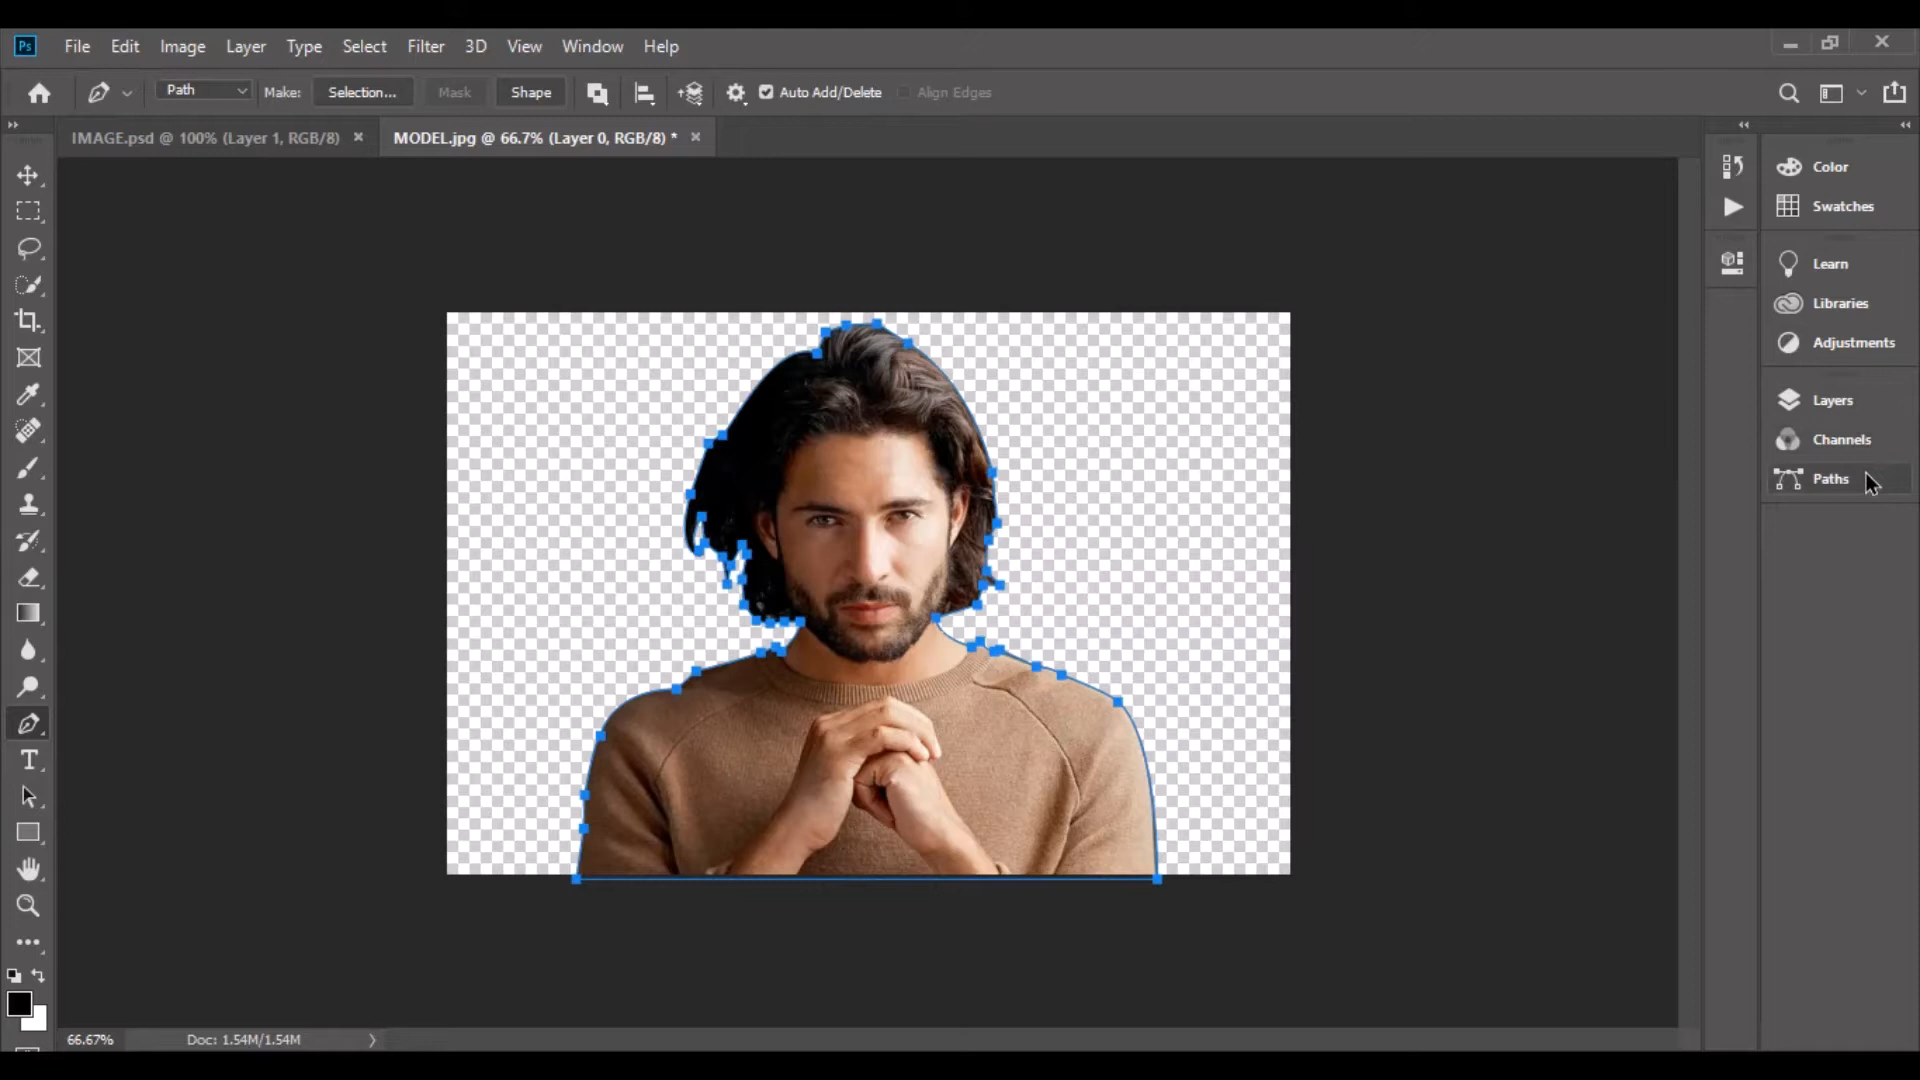 Ps File Edit Image Layer Type Select Filter 3D View Window Help
Path Make: Selection... Mask Shape Auto Add/Delete Align Edges
IMAGE.psd @ 100% (Layer 1, RGB/8) MODEL.jpg @ 66.7% (Layer 0, RGB/8) *
Color
Swatches
Learn
Libraries
Adjustments
Layers
Channels
Paths
66.67% Doc: 1.54M/1.54M